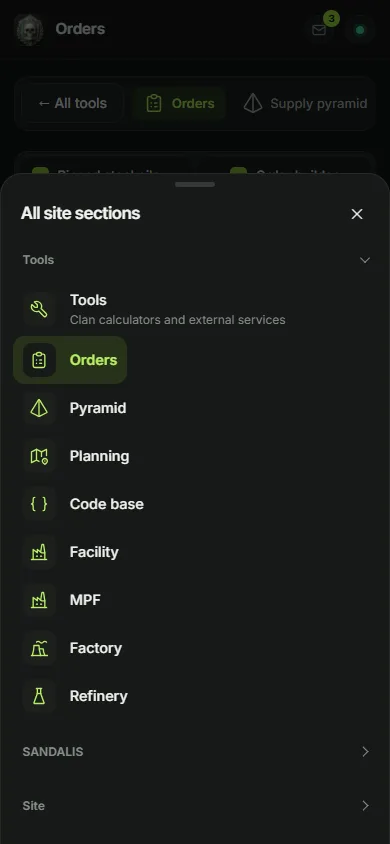 Orders
3
← All tools
Orders
Supply pyramid
All site sections
Tools
Tools
Clan calculators and external services
Orders
Pyramid
Planning
Code base
Facility
MPF
Factory
Refinery
SANDALIS
Site